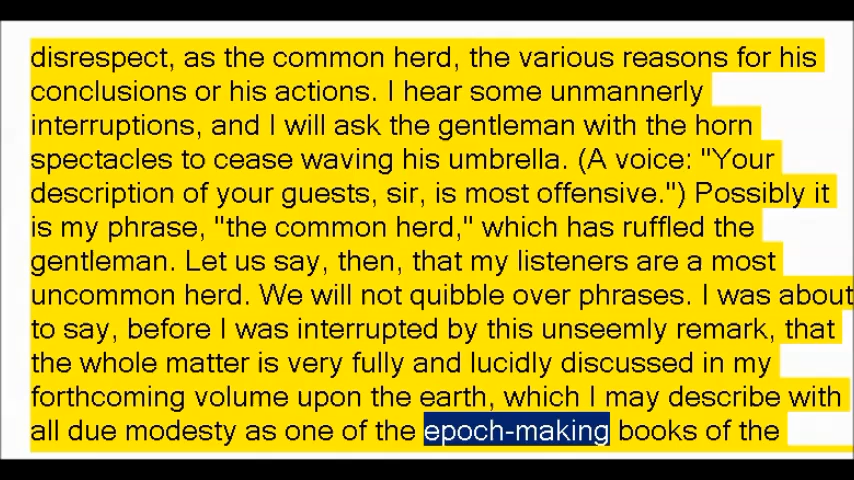 disrespect, as the common herd, the various reasons for his
conclusions or his actions. I hear some unmannerly
interruptions, and I will ask the gentleman with the horn
spectacles to cease waving his umbrella. (A voice: "Your
description of your guests, sir, is most offensive.") Possibly it
is my phrase, "the common herd," which has ruffled the
gentleman. Let us say, then, that my listeners are a most
uncommon herd. We will not quibble over phrases. I was about
to say, before I was interrupted by this unseemly remark, that
the whole matter is very fully and lucidly discussed in my
forthcoming volume upon the earth, which I may describe with
all due modesty as one of the epoch-making books of the